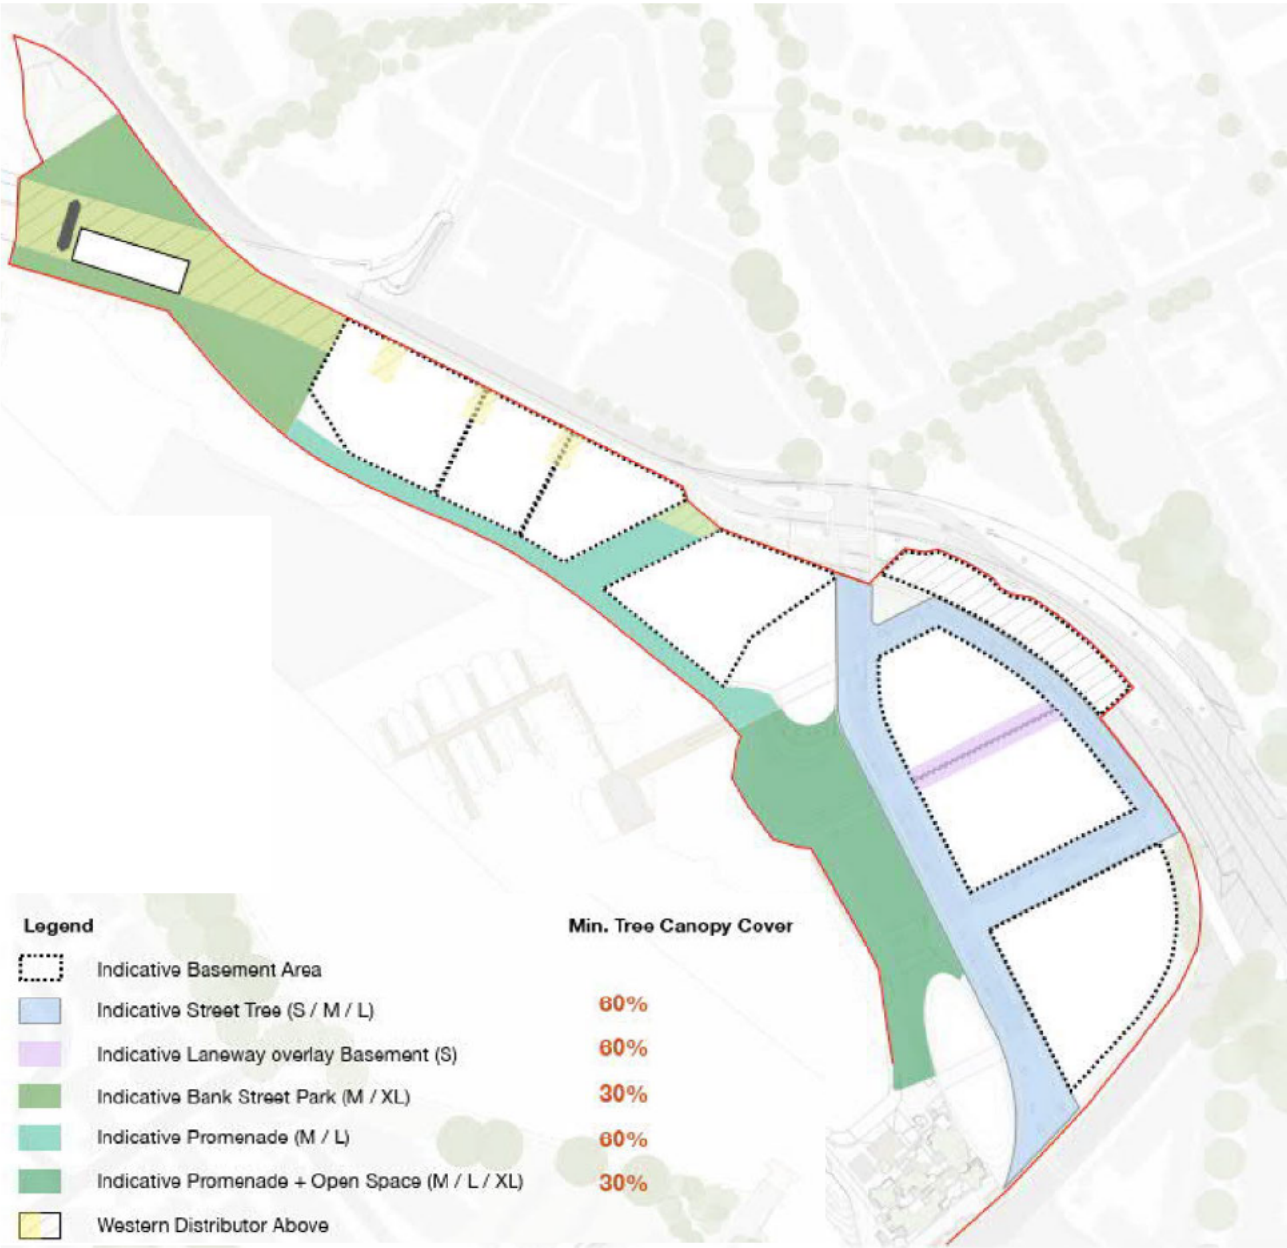 Legend Min. Tree Canopy Cover
Indicative Basement Area
Indicative Street Tree (S / M / L) 60%
Indicative Laneway overlay Basement (S) 60%
Indicative Bank Street Park (M / XL) 30%
Indicative Promenade (M / L) 60%
Indicative Promenade + Open Space (M / L / XL) 30%
Western Distributor Above